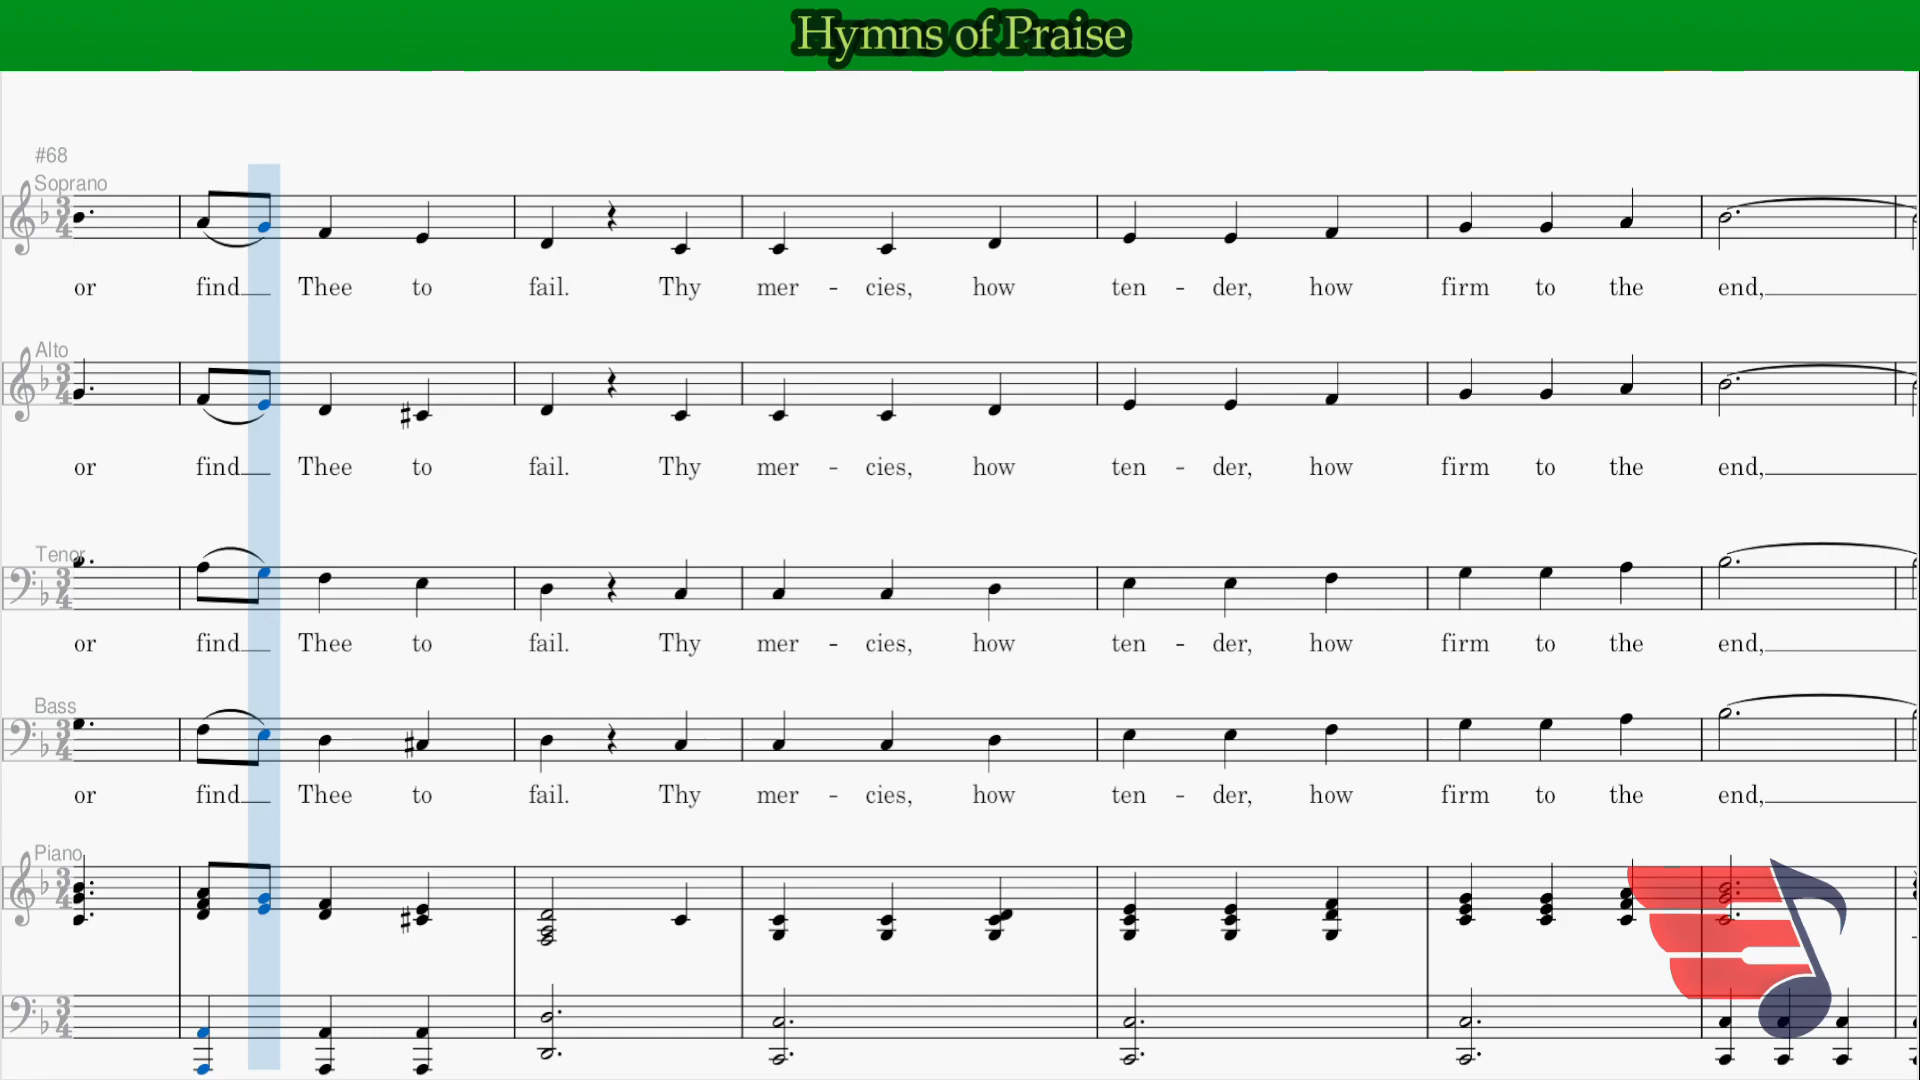 Hymns of Praise
#68
Soprano
or find Thee to fail. Thy mer - cies, how ten - der, how firm to the end,
Alto
or find Thee to fail. Thy mer - cies, how ten - der, how firm to the end,
Tenor
or find Thee to fail. Thy mer - cies, how ten - der, how firm to the end,
Bass
or find Thee to fail. Thy mer - cies, how ten - der, how firm to the end,
Piano